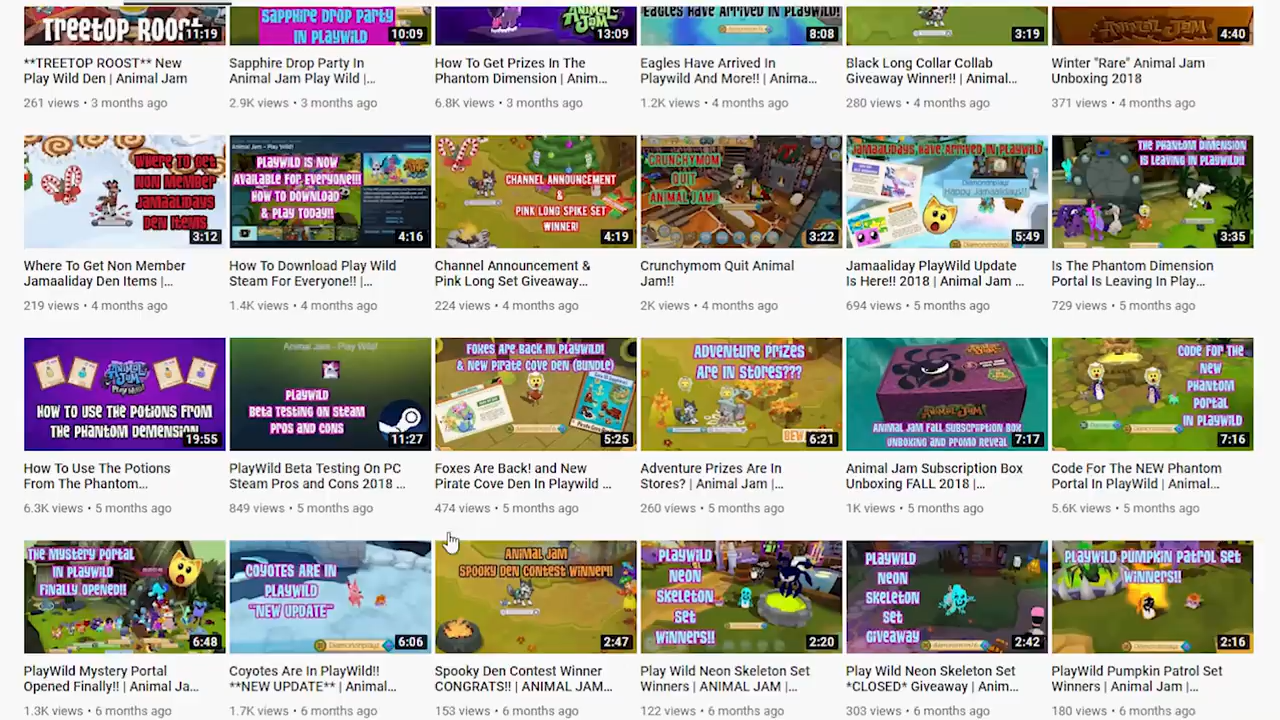 TREETOP ROOST
11:19
SAPPHIRE DROP PARTY
IN PLAYWILD
10:09
ANIMAL JAM
13:09
EAGLES HAVE ARRIVED IN PLAYWILD!
8:08
3:19
ANIMAL JAM
4:40
**TREETOP ROOST** New
Play Wild Den | Animal Jam
261 views • 3 months ago
Sapphire Drop Party In
Animal Jam Play Wild |...
2.9K views • 3 months ago
How To Get Prizes In The
Phantom Dimension | Anim...
6.8K views • 3 months ago
Eagles Have Arrived In
Playwild And More!! | Anima...
1.2K views • 4 months ago
Black Long Collar Collab
Giveaway Winner!! | Animal...
280 views • 4 months ago
Winter "Rare" Animal Jam
Unboxing 2018
371 views • 4 months ago
WHERE TO GET
NON MEMBER
JAMAALIDAYS
DEN ITEMS
3:12
Animal Jam - Play Wild!
PLAYWILD IS NOW
AVAILABLE FOR EVERYONE!!!
HOW TO DOWNLOAD
& PLAY TODAY!!
4:16
CHANNEL ANNOUNCEMENT
&
PINK LONG SPIKE SET
WINNER!
4:19
CRUNCHYMOM
QUIT
ANIMAL JAM!
3:22
JAMAALIDAYS HAVE ARRIVED IN PLAYWILD
Diamondnplayz
Happy Jamaalidays!!
5:49
THE PHANTOM DIMENSION
IS LEAVING IN PLAYWILD!!
3:35
Where To Get Non Member
Jamaaliday Den Items |...
219 views • 4 months ago
How To Download Play Wild
Steam For Everyone!! |...
1.4K views • 4 months ago
Channel Announcement &
Pink Long Set Giveaway...
224 views • 4 months ago
Crunchymom Quit Animal
Jam!!
2K views • 4 months ago
Jamaaliday PlayWild Update
Is Here!! 2018 | Animal Jam ...
694 views • 5 months ago
Is The Phantom Dimension
Portal Is Leaving In Play...
729 views • 5 months ago
ANIMAL JAM
PLAY WILD!
HOW TO USE THE POTIONS FROM
THE PHANTOM DEMENSION
19:55
Animal Jam - Play Wild!
PLAYWILD
BETA TESTING ON STEAM
PROS AND CONS
11:27
FOXES ARE BACK IN PLAYWILD!
& NEW PIRATE COVE DEN (BUNDLE)
5:25
ADVENTURE PRIZES
ARE IN STORES???
6:21
ANIMAL JAM
ANIMAL JAM FALL SUBSCRIPTION BOX
UNBOXING AND PROMO REVEAL
7:17
CODE FOR THE
NEW
PHANTOM
PORTAL
IN PLAYWILD
7:16
How To Use The Potions
From The Phantom...
6.3K views • 5 months ago
PlayWild Beta Testing On PC
Steam Pros and Cons 2018 ...
849 views • 5 months ago
Foxes Are Back! and New
Pirate Cove Den In Playwild ...
474 views • 5 months ago
Adventure Prizes Are In
Stores? | Animal Jam |...
260 views • 5 months ago
Animal Jam Subscription Box
Unboxing FALL 2018 |...
1K views • 5 months ago
Code For The NEW Phantom
Portal In PlayWild | Animal...
5.6K views • 5 months ago
THE MYSTERY PORTAL
IN PLAYWILD
FINALLY OPENED!!
6:48
COYOTES ARE IN
PLAYWILD
"NEW UPDATE"
Diamondnplayz
6:06
ANIMAL JAM
SPOOKY DEN CONTEST WINNER!!
2:47
PLAYWILD
NEON
SKELETON
SET
WINNERS!!
2:20
PLAYWILD
NEON
SKELETON
SET
GIVEAWAY
2:42
PLAYWILD PUMPKIN PATROL SET
WINNERS!!
Diamondnplayz
2:16
PlayWild Mystery Portal
Opened Finally!! | Animal Ja...
1.3K views • 6 months ago
Coyotes Are In PlayWild!!
**NEW UPDATE** | Animal...
1.7K views • 6 months ago
Spooky Den Contest Winner
CONGRATS!! | ANIMAL JAM...
153 views • 6 months ago
Play Wild Neon Skeleton Set
Winners | ANIMAL JAM |...
122 views • 6 months ago
Play Wild Neon Skeleton Set
*CLOSED* Giveaway | Anim...
303 views • 6 months ago
PlayWild Pumpkin Patrol Set
Winners | Animal Jam |...
180 views • 6 months ago